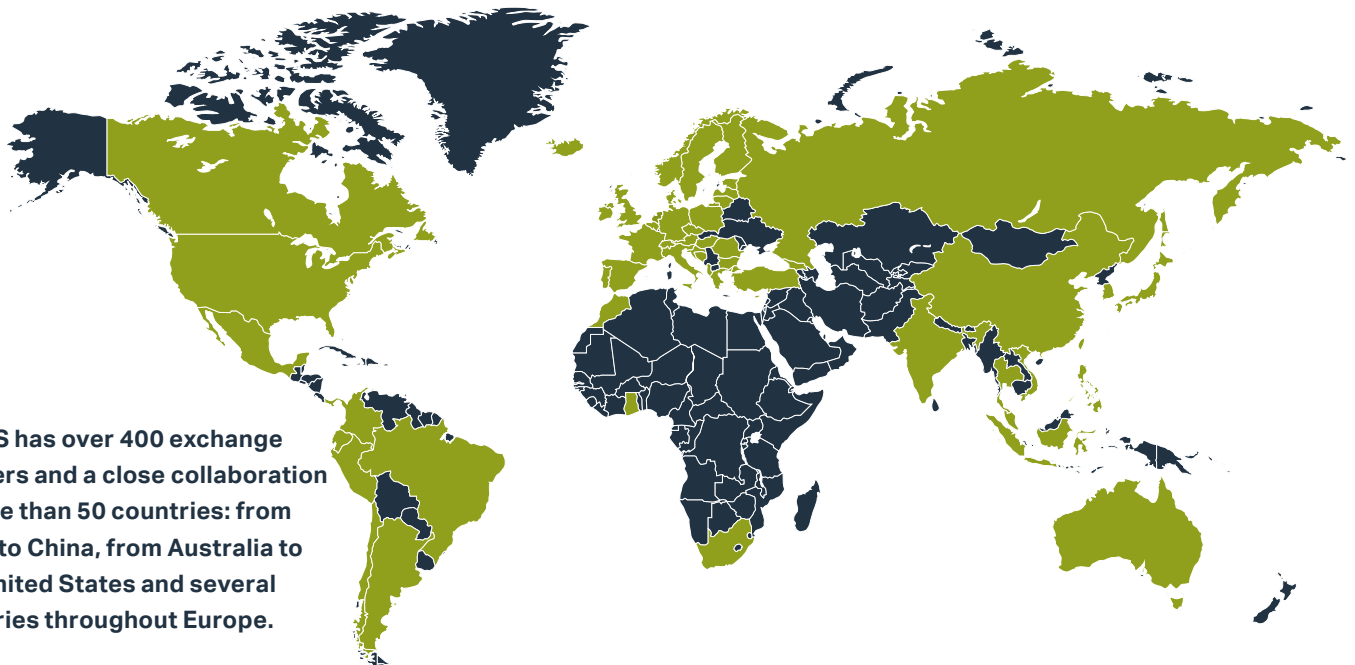 S has over 400 exchange
ers and a close collaboration
e than 50 countries: from
to China, from Australia to
nited States and several
ries throughout Europe.